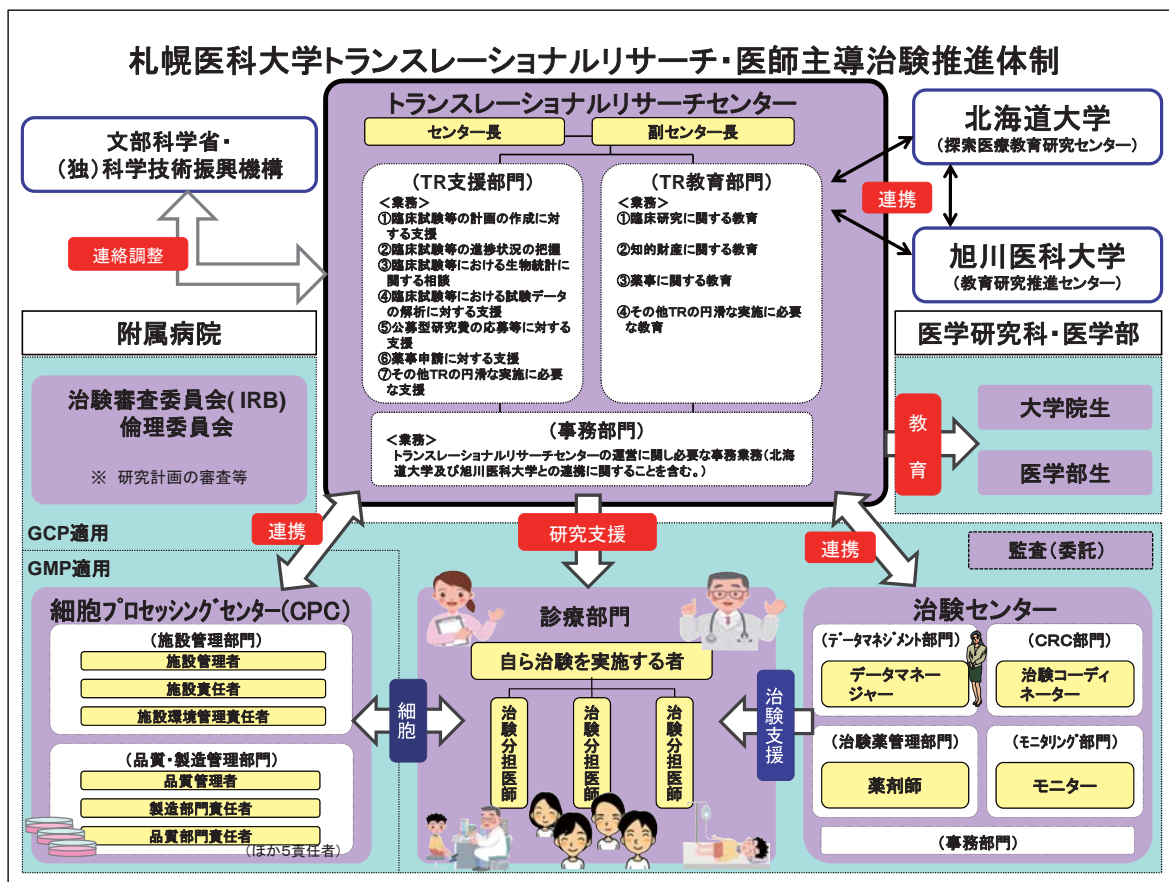 札幌医科大学トランスレーショナルリサーチ・医師主導治験推進体制
文部科学省・
(独)科学技術振興機構
連絡調整
トランスレーショナルリサーチセンター
センター長
副センター長
(TR支援部門)
<業務>
①臨床試験等の計画の作成に対
する支援
②臨床試験等の進捗状況の把握
③臨床試験等における生物統計に
関する相談
④臨床試験等における試験データ
の解析に対する支援
⑤公募型研究費の応募等に対する
支援
⑥薬事申請に対する支援
⑦その他TRの円滑な実施に必要
な支援
(TR教育部門)
<業務>
①臨床研究に関する教育
②知的財産に関する教育
③薬事に関する教育
④その他TRの円滑な実施に必要
な教育
(事務部門)
<業務>
トランスレーショナルリサーチセンターの運営に関し必要な事務業務(北海
道大学及び旭川医科大学との連携に関することを含む。)
北海道大学
(探索医療教育研究センター)
連携
旭川医科大学
(教育研究推進センター)
附属病院
治験審査委員会(IRB)
倫理委員会
※ 研究計画の審査等
GCP適用
GMP適用
医学研究科・医学部
教育
大学院生
医学部生
連携
研究支援
連携
監査(委託)
細胞プロセッシングセンター(CPC)
(施設管理部門)
施設管理者
施設責任者
施設環境管理責任者
(品質・製造管理部門)
品質管理者
製造部門責任者
品質部門責任者
(ほか5責任者)
細胞
診療部門
自ら治験を実施する者
治験分担医師
治験分担医師
治験分担医師
治験支援
治験センター
(データマネジメント部門)
データマネー
ジャー
(CRC部門)
治験コーディ
ネーター
(治験薬管理部門)
薬剤師
(モニタリング部門)
モニター
(事務部門)